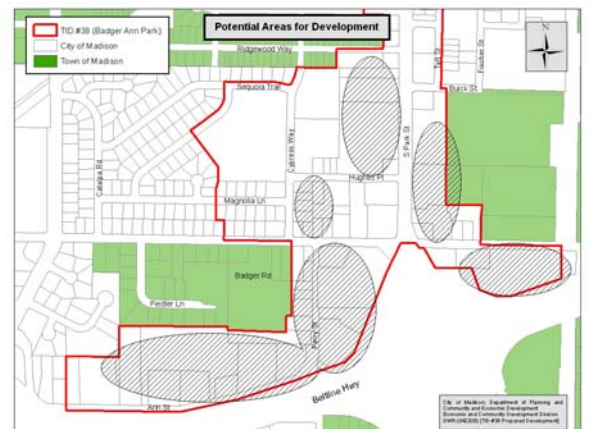 Potential Areas for Development
TID #38 (Badger Ann Park)
City of Madison
Town of Madison
Ridgewood Way
Sequoia Trail
Taft St
Fischer St
Buick St
Catalpa Rd
Cypress Way
S Park St
Hughes Pl
Magnolia Ln
Badger Rd
Fiedler Ln
Perry St
Ann St
Beltline Hwy
City of Madison, Department of Planning and
Community and Economic Development
Economic and Community Development Division